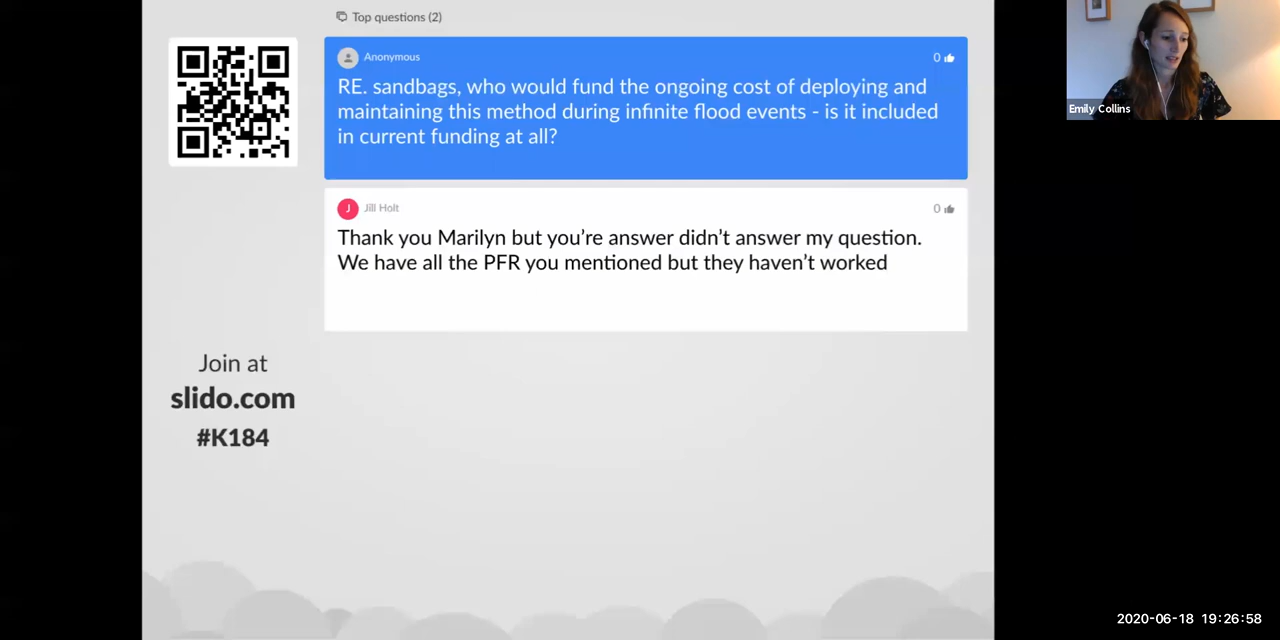 Top questions (2)
Anonymous
0
RE. sandbags, who would fund the ongoing cost of deploying and
maintaining this method during infinite flood events - is it included
in current funding at all?
J
Jill Holt
0
Thank you Marilyn but you're answer didn't answer my question.
We have all the PFR you mentioned but they haven't worked
Join at
slido.com
#K184
Emily Collins
2020-06-18 19:26:58